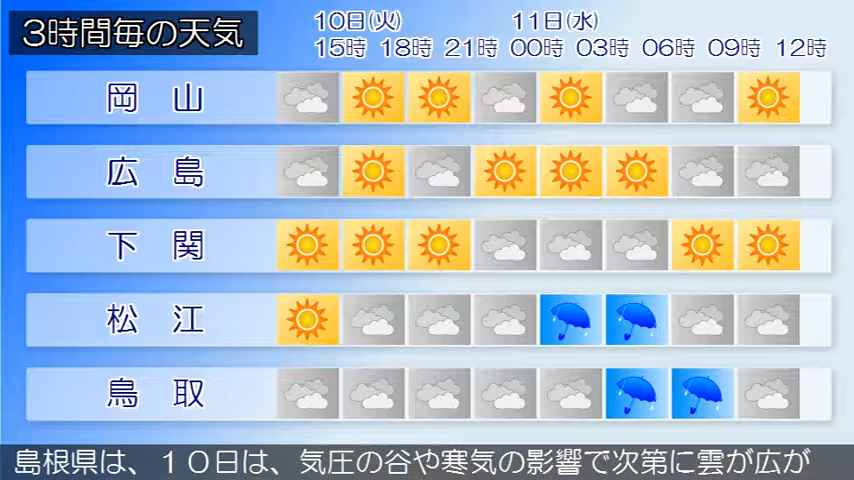 3時間毎の天気
10日(火) 11日(水)
15時 18時 21時 00時 03時 06時 09時 12時
岡 山
広 島
下 関
松 江
鳥 取
島根県は、１０日は、気圧の谷や寒気の影響で次第に雲が広が